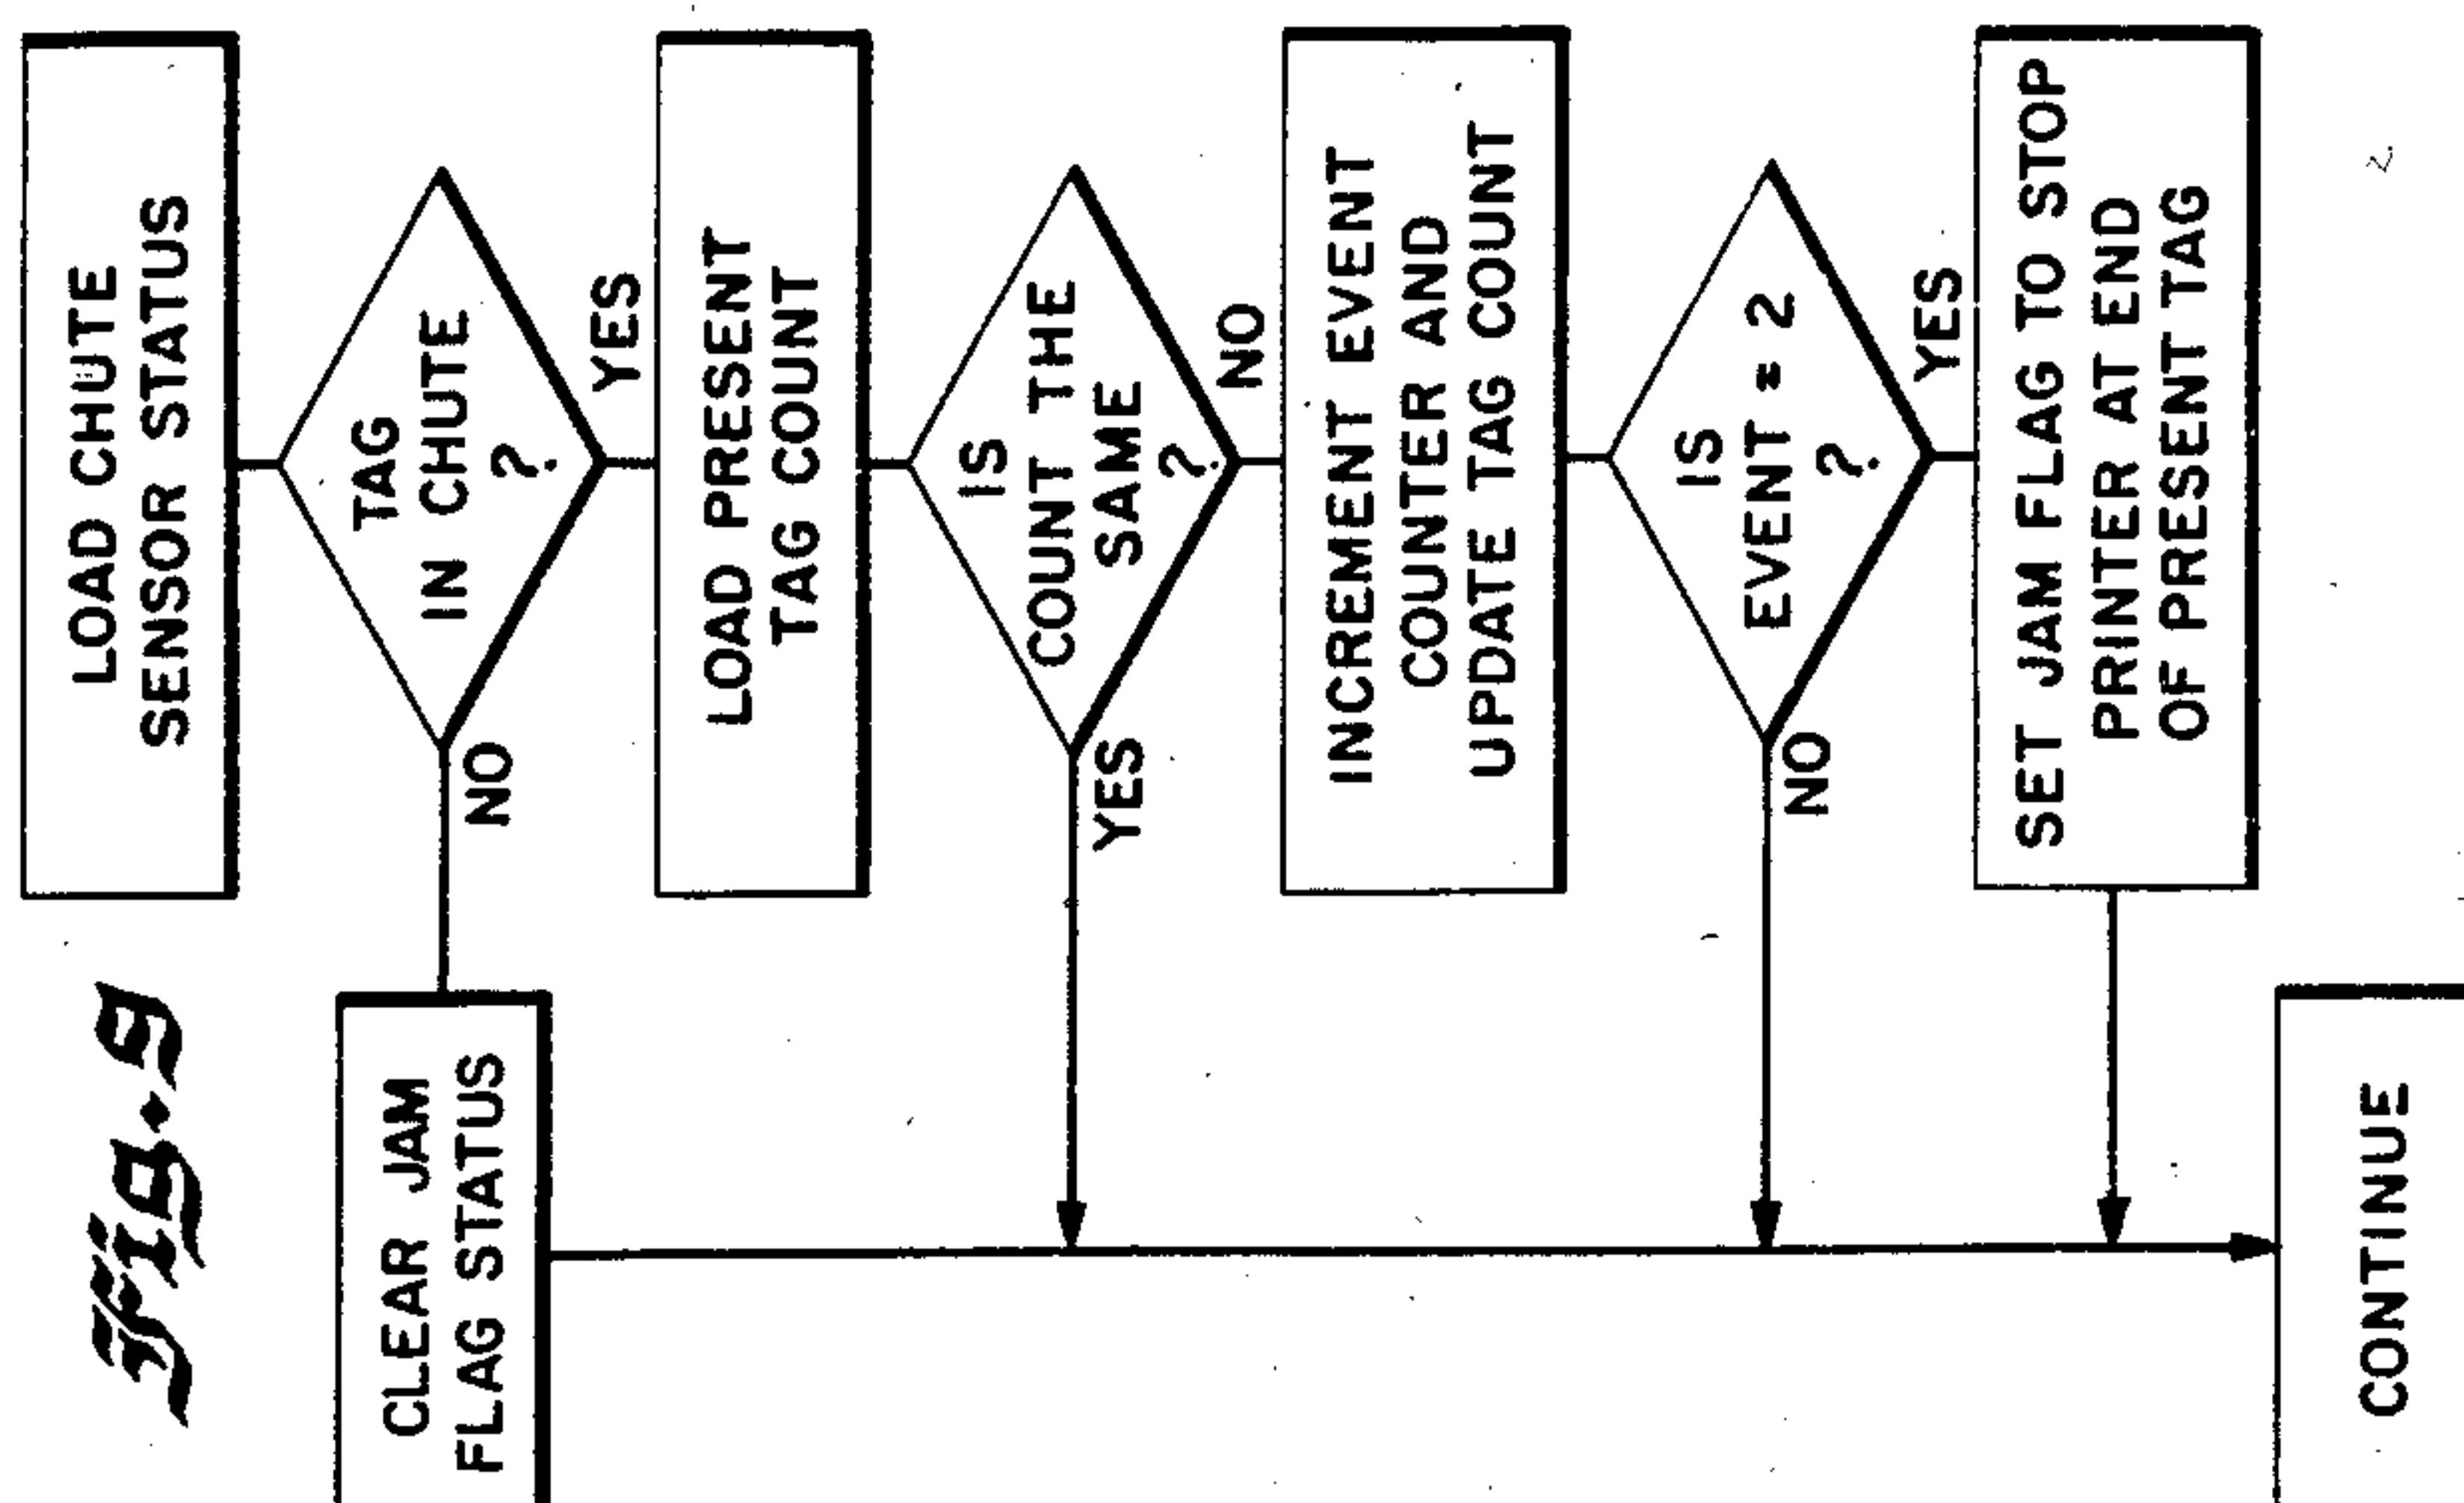 Fig. 9
LOAD CHUTE
SENSOR STATUS
TAG
IN CHUTE
?
NO
YES
CLEAR JAM
FLAG STATUS
LOAD PRESENT
TAG COUNT
IS
COUNT THE
SAME
?
YES
NO
INCREMENT EVENT
COUNTER AND
UPDATE TAG COUNT
IS
EVENT = 2
?
NO
YES
SET JAM FLAG TO STOP
PRINTER AT END
OF PRESENT TAG
CONTINUE